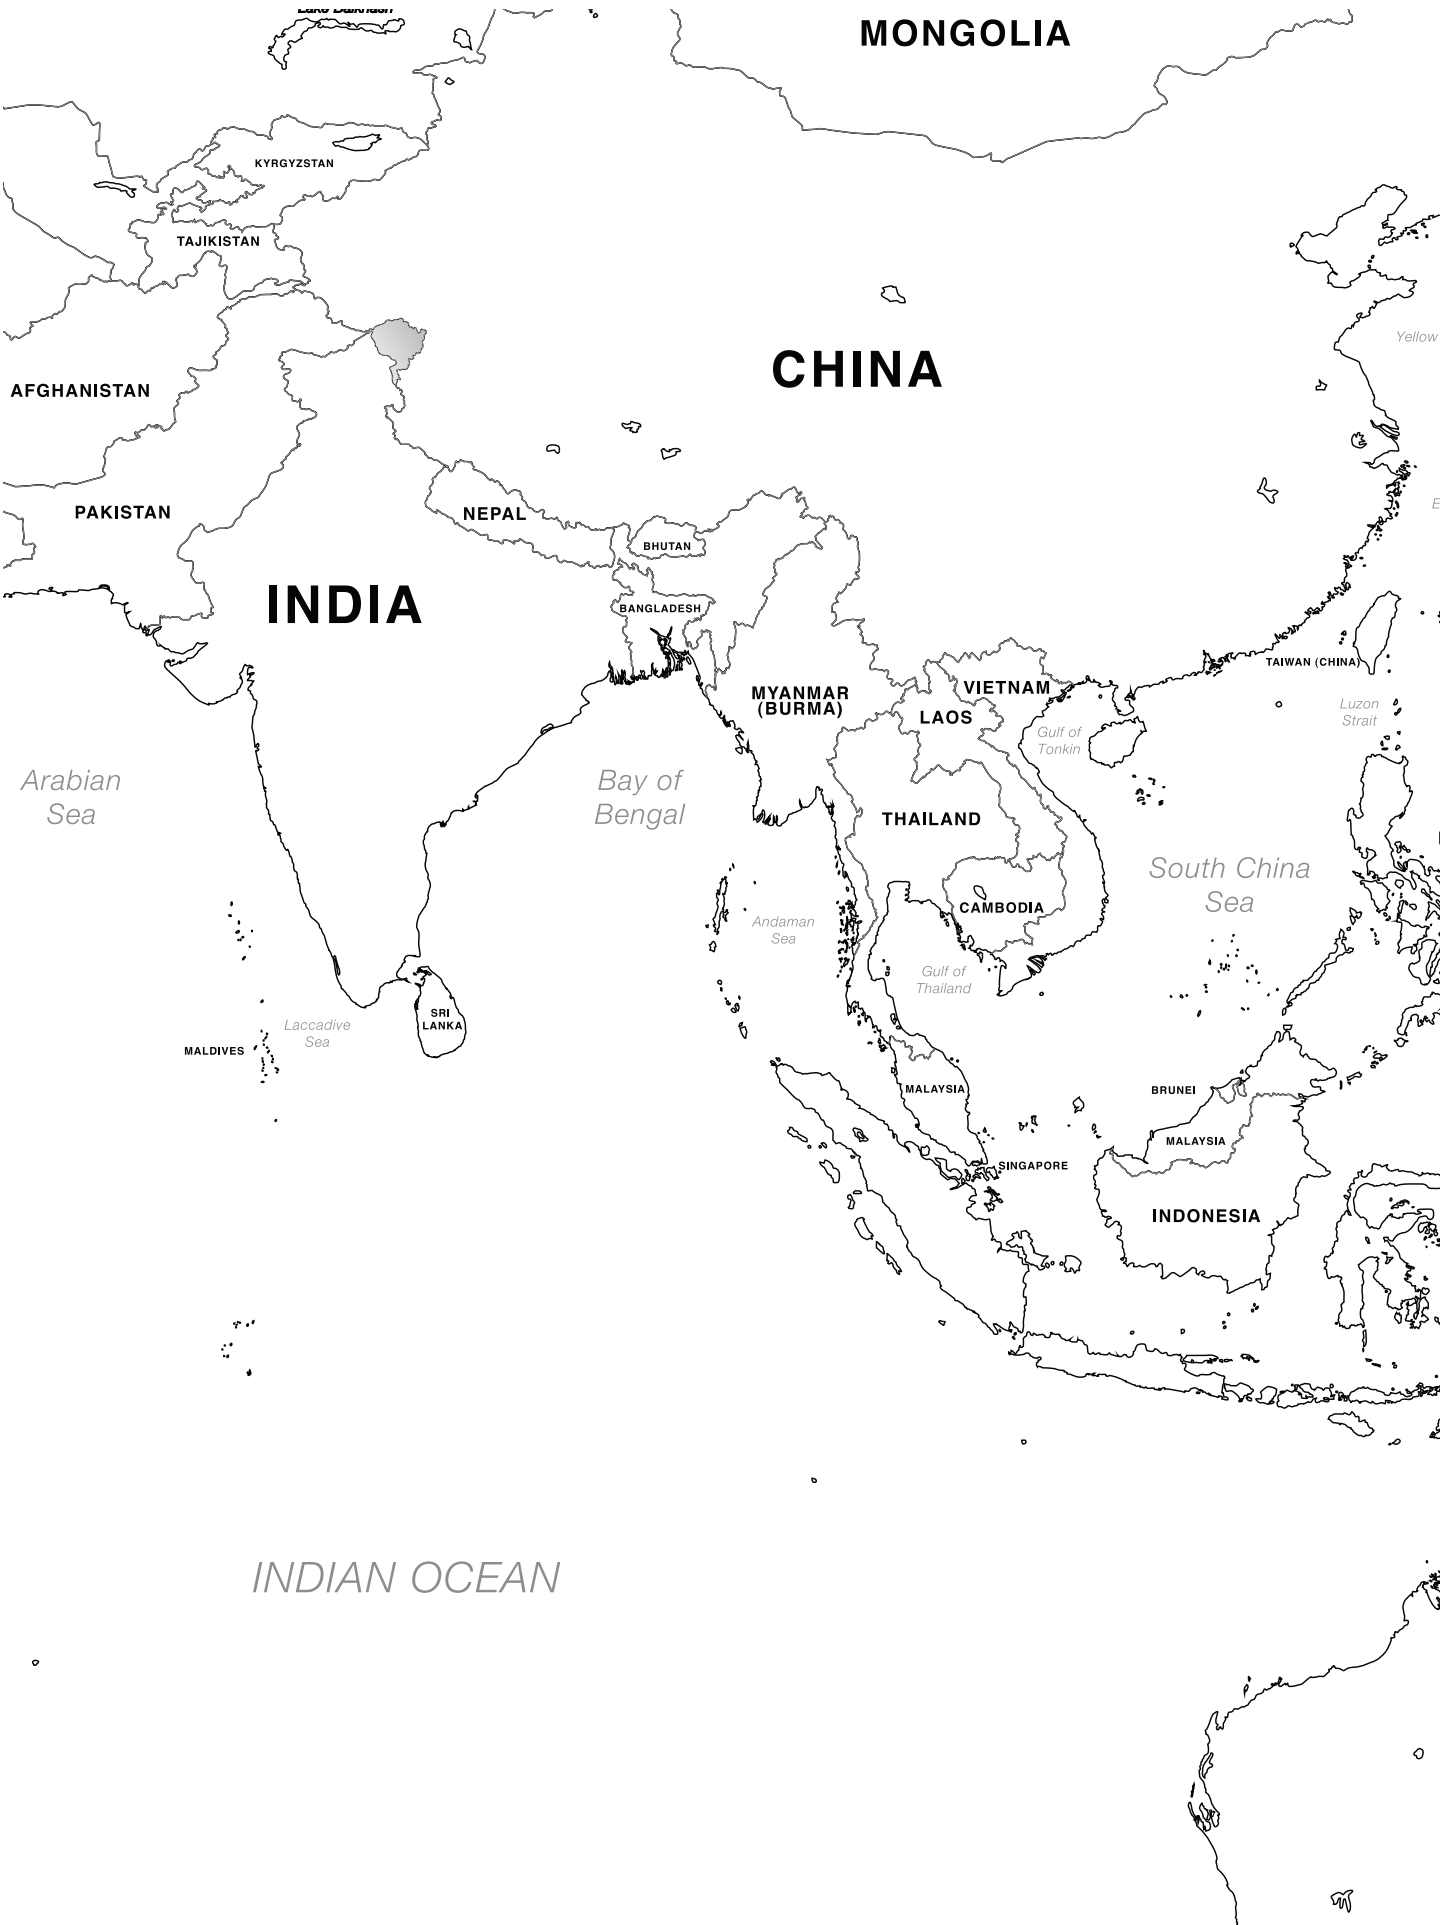 Lake Balkhash
MONGOLIA
KYRGYZSTAN
TAJIKISTAN
Yellow
CHINA
AFGHANISTAN
PAKISTAN
NEPAL
E
BHUTAN
INDIA
BANGLADESH
TAIWAN (CHINA)
MYANMAR
(BURMA)
VIETNAM
LAOS
Luzon
Strait
Gulf of
Tonkin
Arabian
Sea
Bay of
Bengal
THAILAND
South China
Sea
CAMBODIA
Andaman
Sea
Gulf of
Thailand
SRI
LANKA
Laccadive
Sea
MALDIVES
MALAYSIA
BRUNEI
MALAYSIA
SINGAPORE
INDONESIA
INDIAN OCEAN